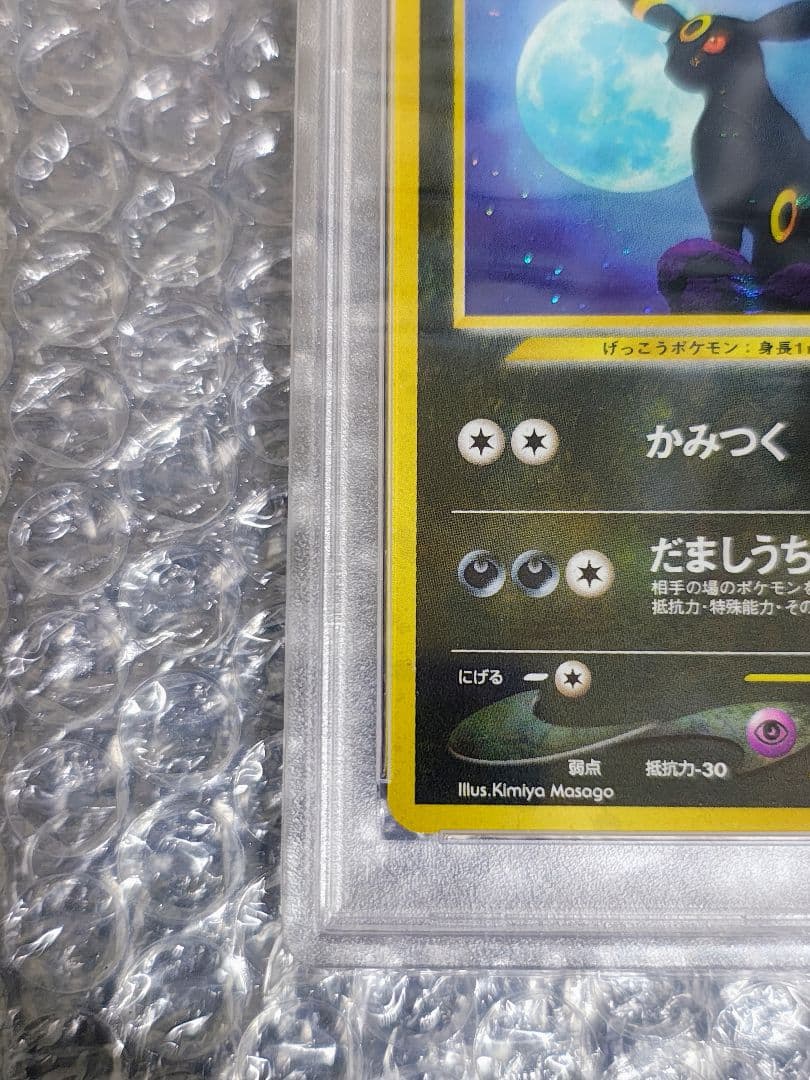 げっこうポケモン：身長1
かみつく
だましうち
相手の場のポケモン
抵抗力・特殊能力・その
にげる
弱点 抵抗力-30
Illus.Kimiya Masago